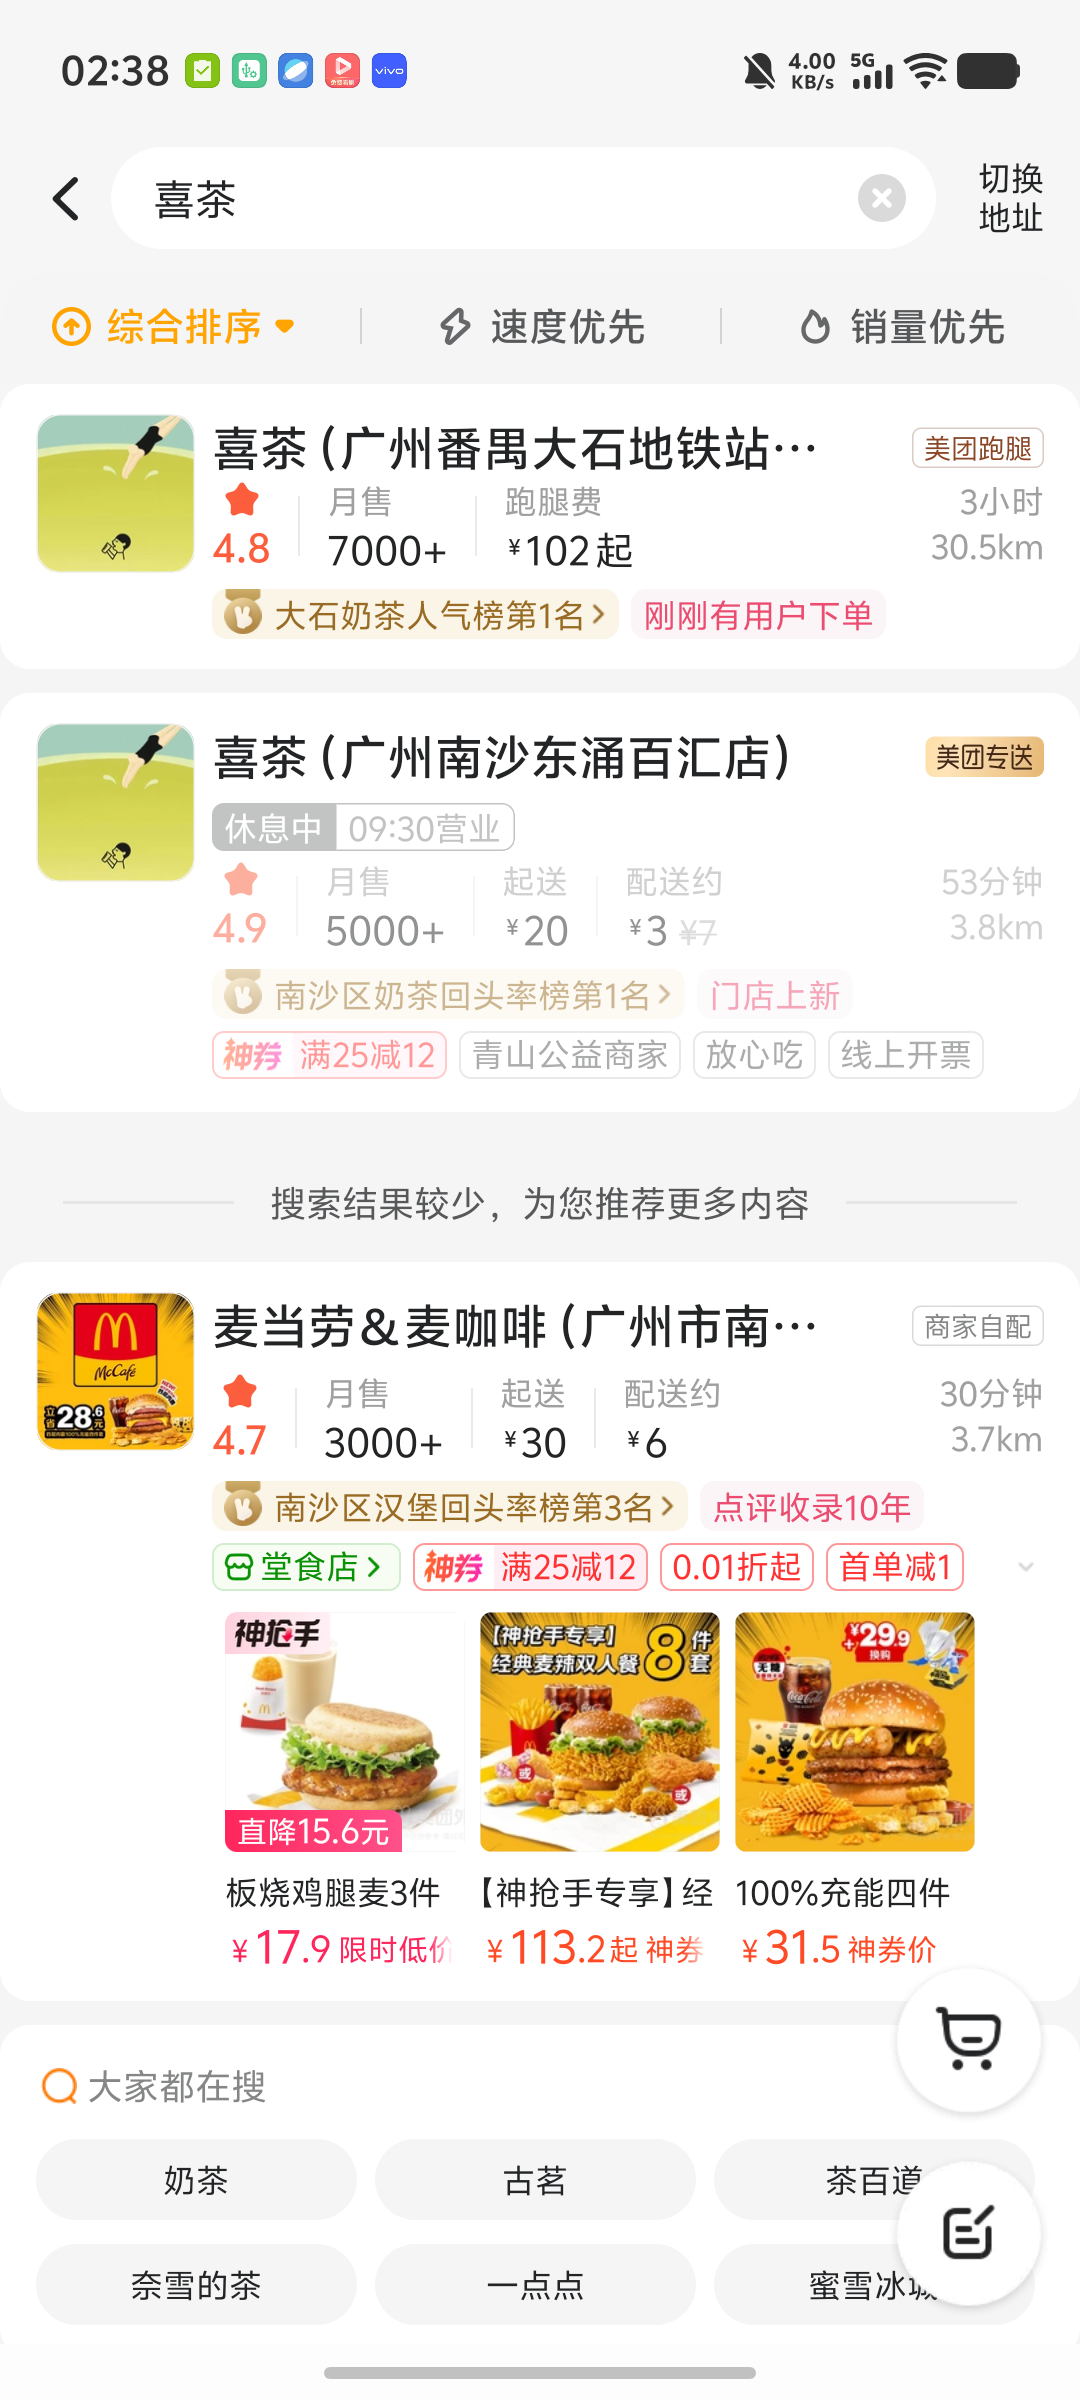 02:38
vivo
4.00
KB/s
5G
喜茶
切换
地址
综合排序
速度优先
销量优先
喜茶(广州番禺大石地铁站…
美团跑腿
月售
跑腿费
3小时
4.8
7000+
¥102起
30.5km
大石奶茶人气榜第1名
刚刚有用户下单
喜茶(广州南沙东涌百汇店)
美团专送
休息中
09:30营业
月售
起送
配送约
53分钟
4.9
5000+
¥20
¥3
¥7
3.8km
南沙区奶茶回头率榜第1名
门店上新
神券
满25减12
青山公益商家
放心吃
线上开票
搜索结果较少，为您推荐更多内容
麦当劳&麦咖啡(广州市南…
商家自配
McCafé
立省28.6元
月售
起送
配送约
30分钟
4.7
3000+
¥30
¥6
3.7km
南沙区汉堡回头率榜第3名
点评收录10年
堂食店
神券
满25减12
0.01折起
首单减1
神抢手
直降15.6元
【神抢手专享】
经典麦辣双人餐
8件套
或
或
+¥29.9
换购
无糖
板烧鸡腿麦3件
【神抢手专享】经
100%充能四件
¥17.9 限时低价
¥113.2起 神券
¥31.5 神券价
大家都在搜
奶茶
古茗
茶百道
奈雪的茶
一点点
蜜雪冰城